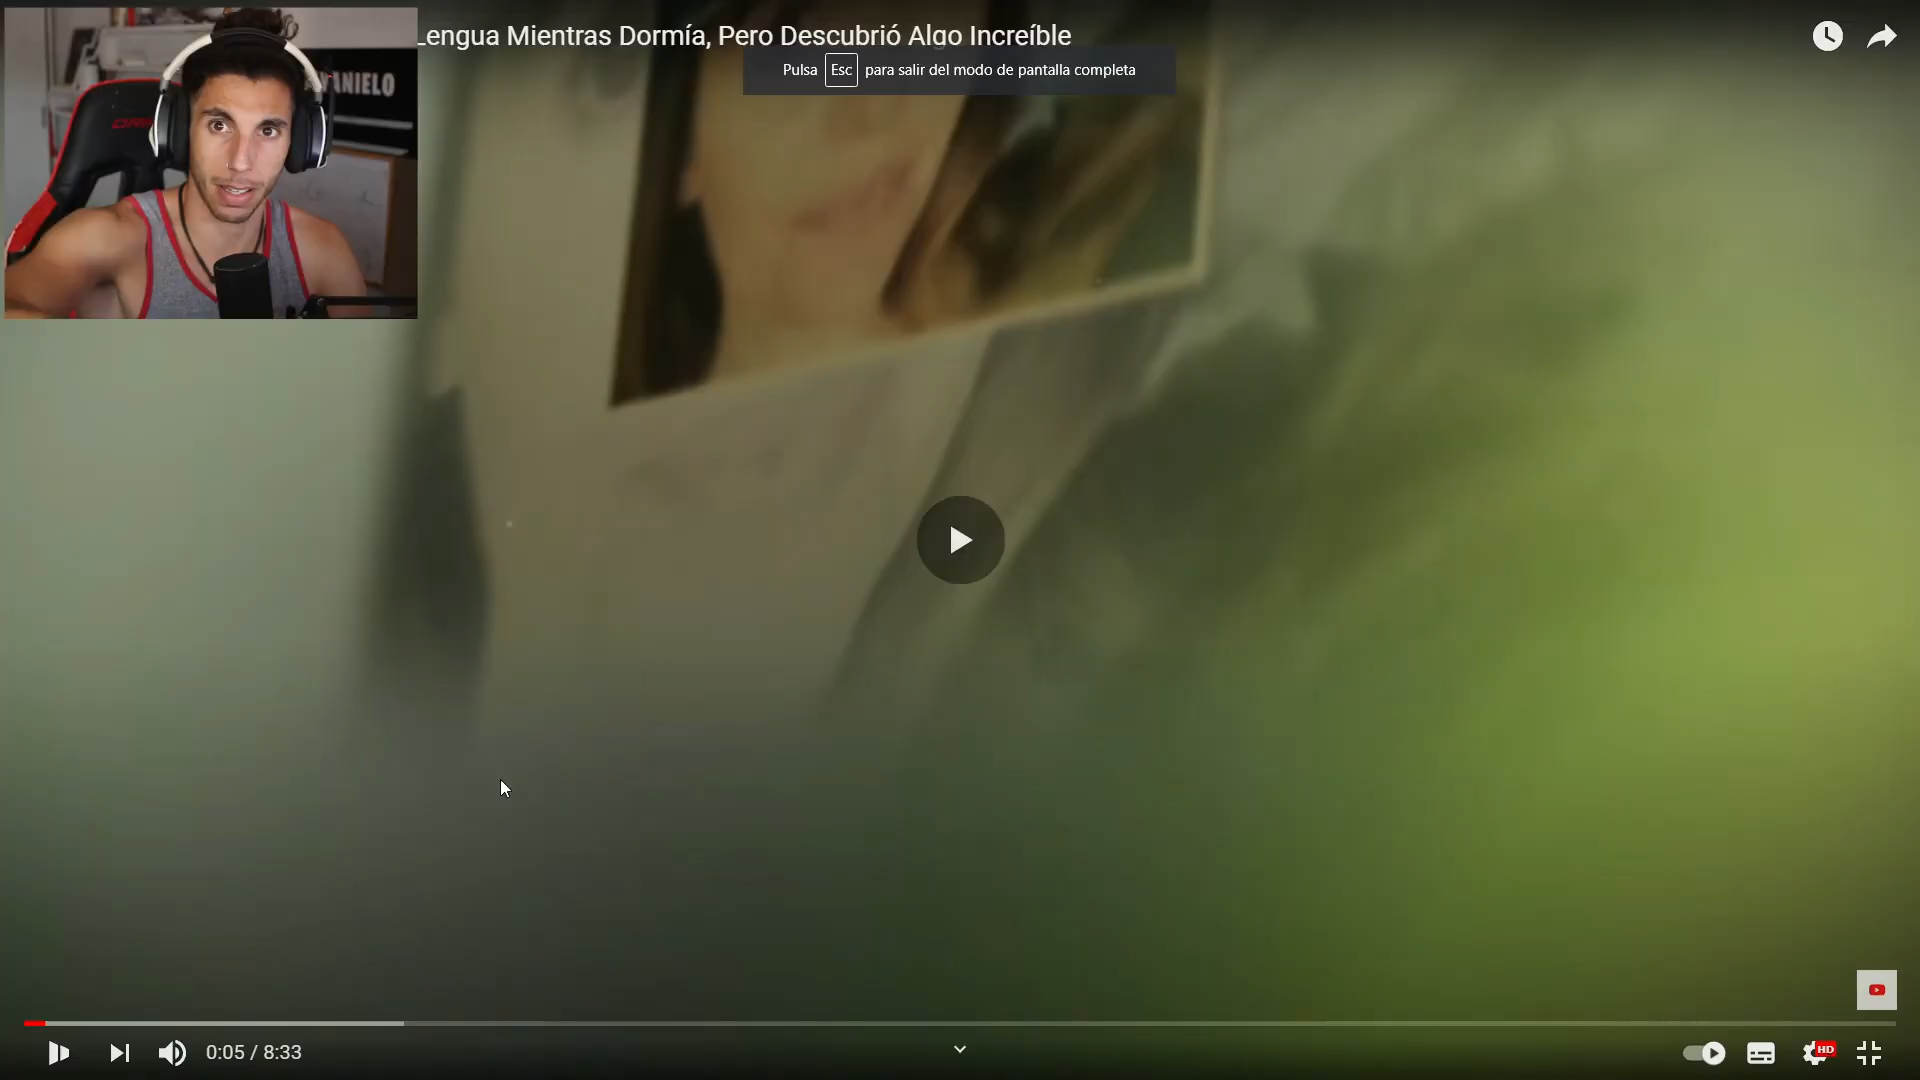 Lengua Mientras Dormía, Pero Descubrió Algo Increíble
Pulsa Esc para salir del modo de pantalla completa
0:05 / 8:33
HD